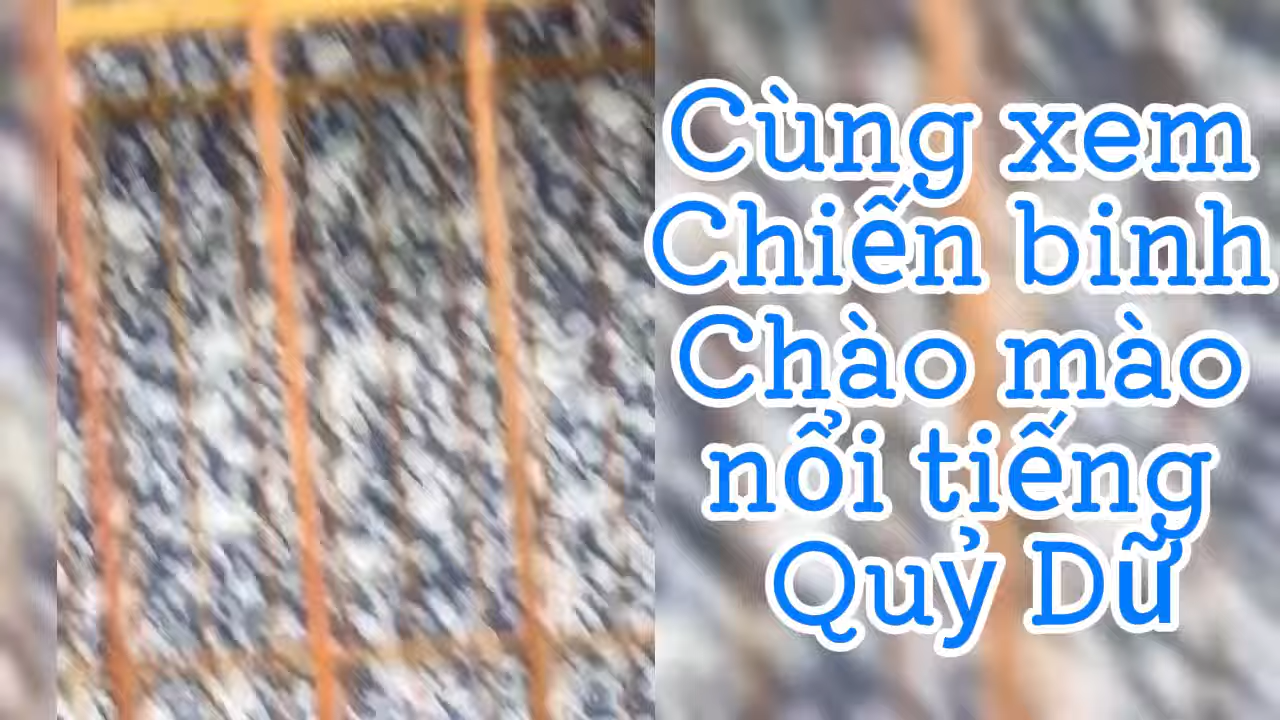 Cùng xem
Chiến binh
Chào mào
nổi tiếng
Quỷ Dữ